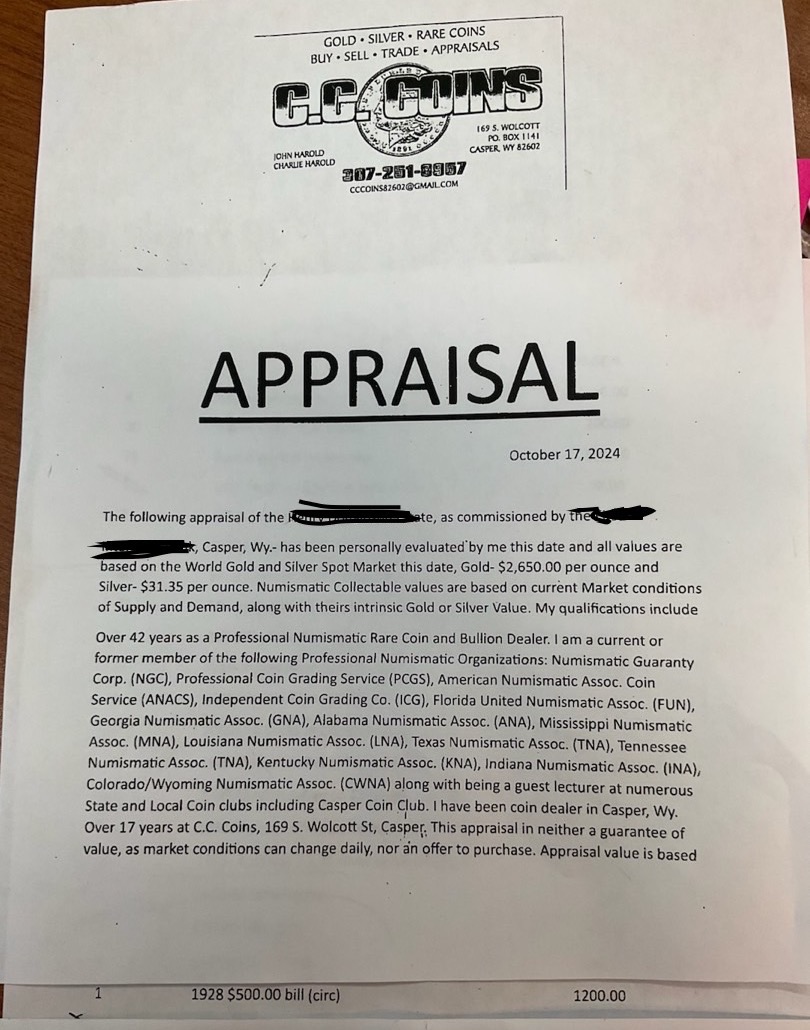 GOLD • SILVER • RARE COINS
BUY • SELL • TRADE • APPRAISALS
C.C. COINS
1891
169 S. WOLCOTT
PO. BOX 1141
CASPER, WY 82602
JOHN HAROLD
CHARLIE HAROLD
CCCOINS82602@GMAIL.COM
APPRAISAL
October 17, 2024
The following appraisal of the , as commissioned by the .
, Casper, Wy.- has been personally evaluated by me this date and all values are
based on the World Gold and Silver Spot Market this date, Gold- $2,650.00 per ounce and
Silver- $31.35 per ounce. Numismatic Collectable values are based on current Market conditions
of Supply and Demand, along with theirs intrinsic Gold or Silver Value. My qualifications include
Over 42 years as a Professional Numismatic Rare Coin and Bullion Dealer. I am a current or
former member of the following Professional Numismatic Organizations: Numismatic Guaranty
Corp. (NGC), Professional Coin Grading Service (PCGS), American Numismatic Assoc. Coin
Service (ANACS), Independent Coin Grading Co. (ICG), Florida United Numismatic Assoc. (FUN),
Georgia Numismatic Assoc. (GNA), Alabama Numismatic Assoc. (ANA), Mississippi Numismatic
Assoc. (MNA), Louisiana Numismatic Assoc. (LNA), Texas Numismatic Assoc. (TNA), Tennessee
Numismatic Assoc. (TNA), Kentucky Numismatic Assoc. (KNA), Indiana Numismatic Assoc. (INA),
Colorado/Wyoming Numismatic Assoc. (CWNA) along with being a guest lecturer at numerous
State and Local Coin clubs including Casper Coin Club. I have been coin dealer in Casper, Wy.
Over 17 years at C.C. Coins, 169 S. Wolcott St, Casper. This appraisal in neither a guarantee of
value, as market conditions can change daily, nor an offer to purchase. Appraisal value is based
1 1928 $500.00 bill (circ) 1200.00